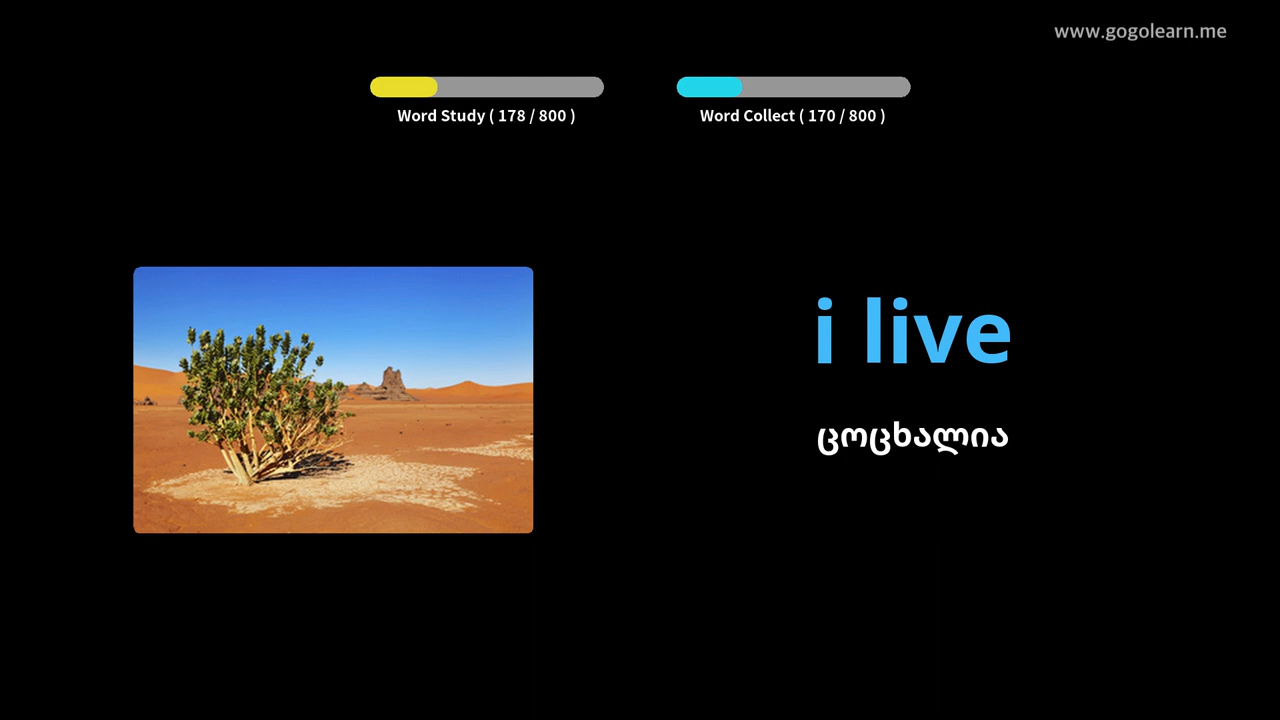 www.gogolearn.me
Word Study ( 178 / 800 )
Word Collect ( 170 / 800 )
i live
ცოცხალია